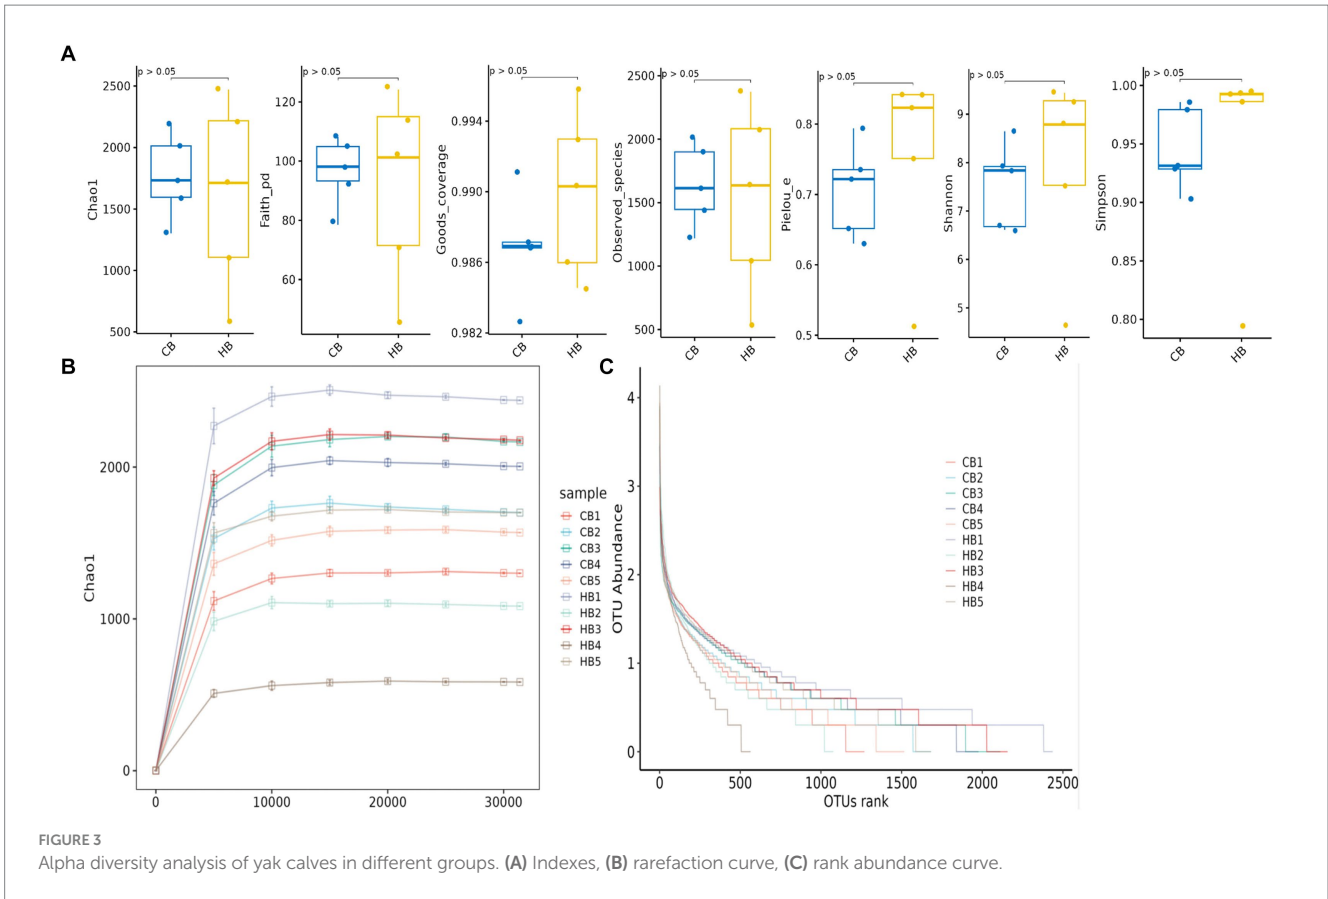 A
p > 0.05
Chao1
2500
2000
1500
1000
500
CB
HB
p > 0.05
Faith_pd
120
100
80
60
CB
HB
p > 0.05
Goods_coverage
0.994
0.990
0.986
0.982
CB
HB
p > 0.05
Observed_species
2500
2000
1500
1000
500
CB
HB
p > 0.05
Pielou_e
0.8
0.7
0.6
0.5
CB
HB
p > 0.05
Shannon
9
8
7
6
5
CB
HB
p > 0.05
Simpson
1.00
0.95
0.90
0.85
0.80
CB
HB
B
Chao1
2000
1000
0
0
10000
20000
30000
sample
CB1
CB2
CB3
CB4
CB5
HB1
HB2
HB3
HB4
HB5
C
OTU Abundance
4
3
2
1
0
0
500
1000
1500
2000
2500
OTUs rank
CB1
CB2
CB3
CB4
CB5
HB1
HB2
HB3
HB4
HB5
FIGURE 3
Alpha diversity analysis of yak calves in different groups. (A) Indexes, (B) rarefaction curve, (C) rank abundance curve.